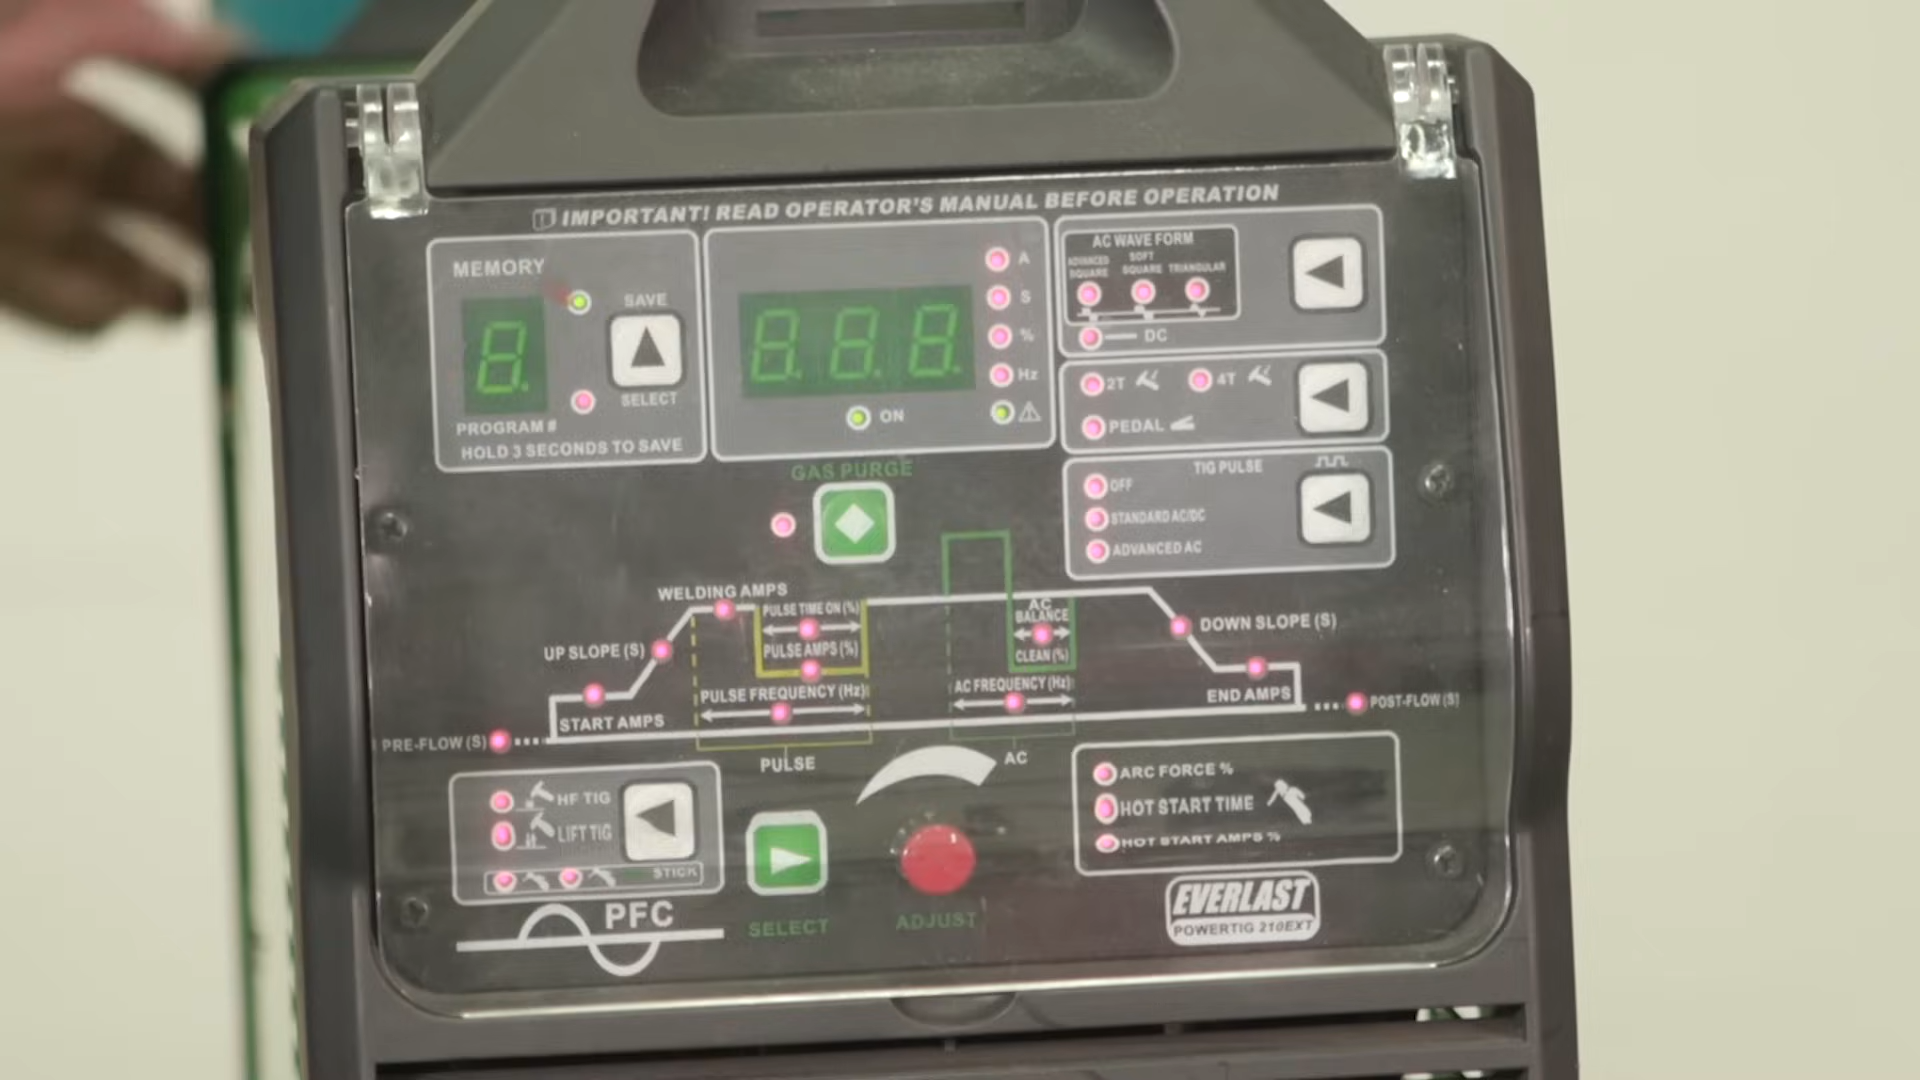 IMPORTANT! READ OPERATOR'S MANUAL BEFORE OPERATION
MEMORY
SAVE
8.
SELECT
PROGRAM #
HOLD 3 SECONDS TO SAVE
8.8.8.
A
S
%
Hz
ON
AC WAVE FORM
ADVANCED SQUARE
SOFT SQUARE
TRIANGULAR
DC
2T
4T
PEDAL
TIG PULSE
OFF
STANDARD AC/DC
ADVANCED AC
GAS PURGE
WELDING AMPS
PULSE TIME ON (%)
UP SLOPE (S)
PULSE AMPS (%)
PULSE FREQUENCY (Hz)
START AMPS
PRE-FLOW (S)
PULSE
AC
BALANCE
CLEAN (%)
AC FREQUENCY (Hz)
AC
DOWN SLOPE (S)
END AMPS
POST-FLOW (S)
HF TIG
LIFT TIG
STICK
PFC
SELECT
ADJUST
ARC FORCE %
HOT START TIME
HOT START AMPS %
EVERLAST
POWERTIG 210EXT